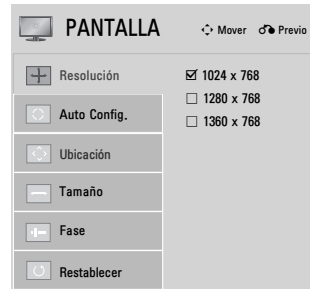 PANTALLA
Mover Previo
Resolución
Auto Config.
Ubicación
Tamaño
Fase
Restablecer
1024 x 768
1280 x 768
1360 x 768